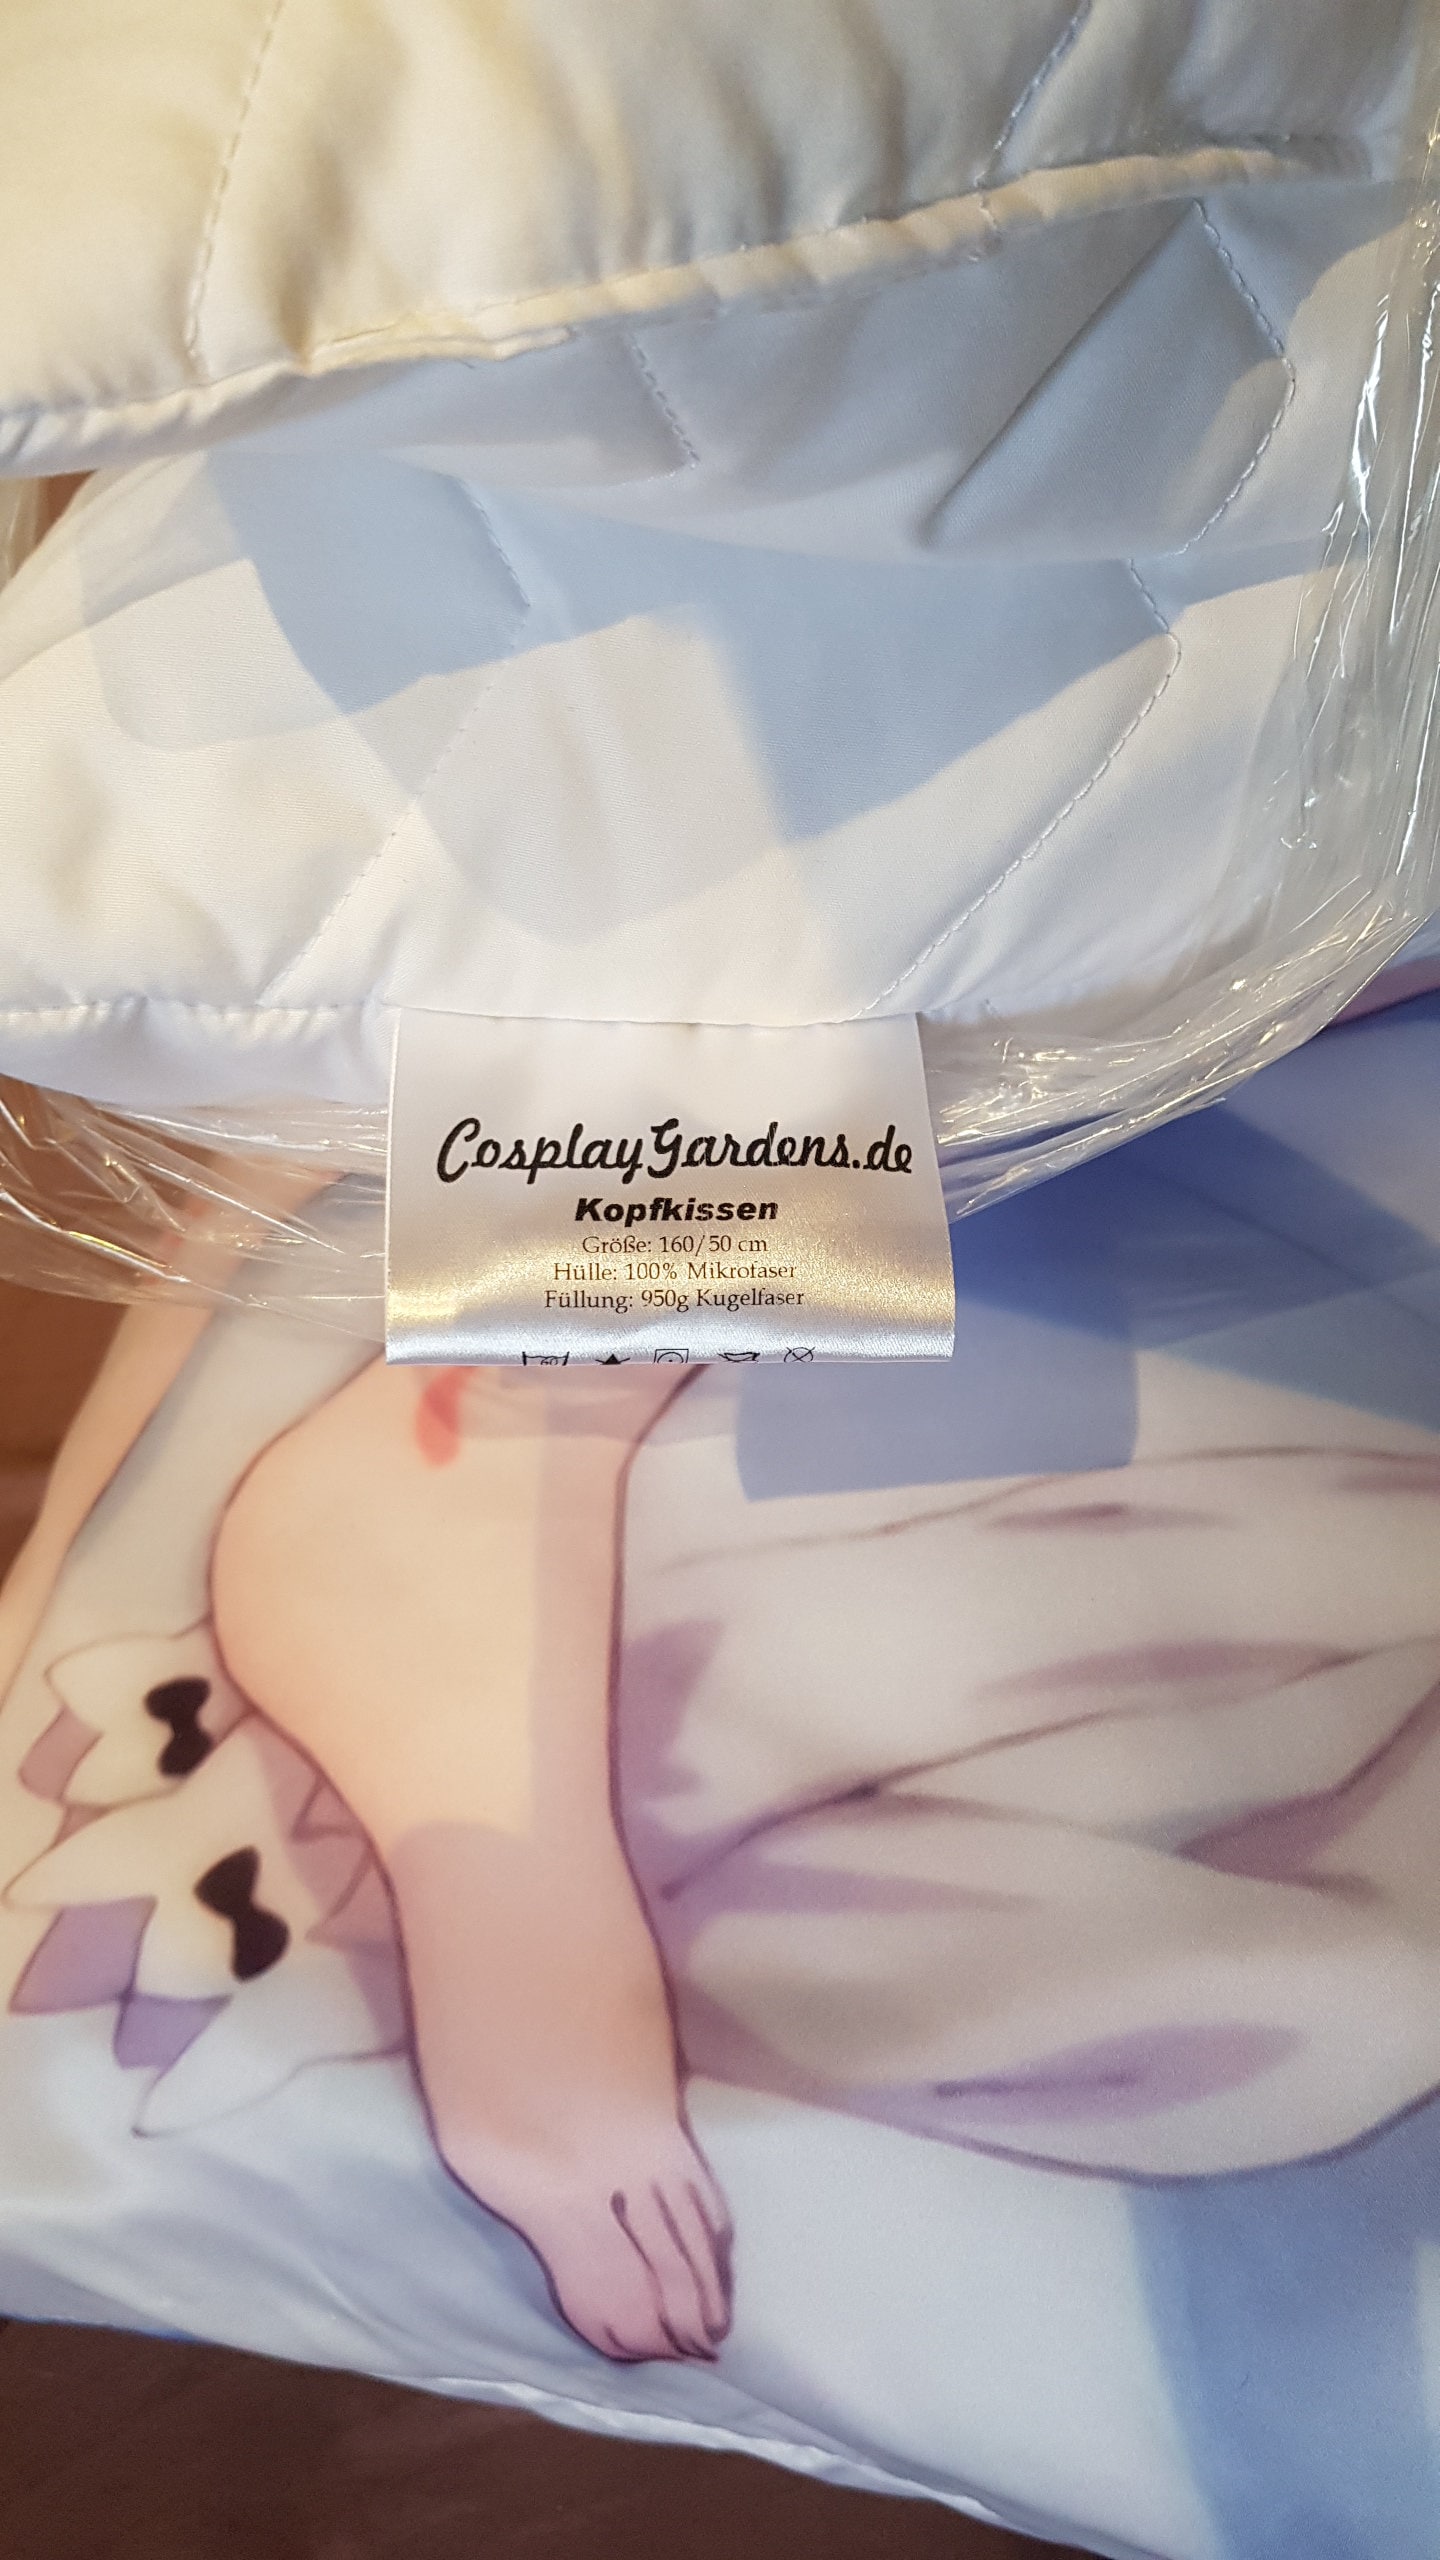 CosplayGardens.de
Kopfkissen
Größe: 160/50 cm
Hülle: 100% Mikrofaser
Füllung: 950g Kugelfaser